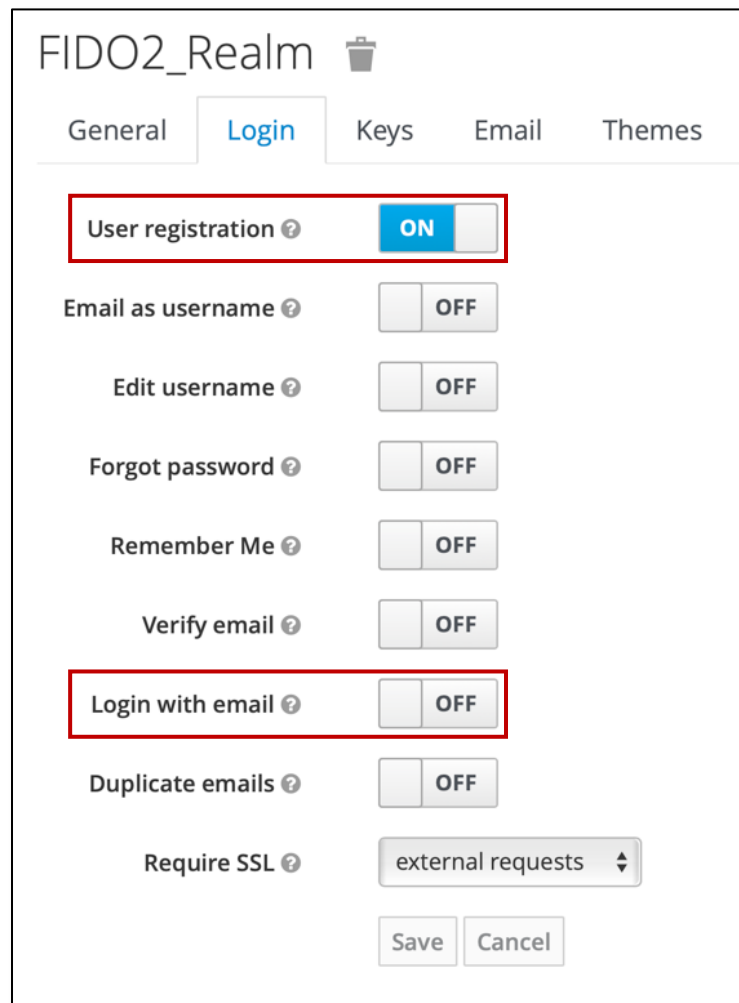 FIDO2_Realm
General Login Keys Email Themes
User registration ON
Email as username OFF
Edit username OFF
Forgot password OFF
Remember Me OFF
Verify email OFF
Login with email OFF
Duplicate emails OFF
Require SSL external requests
Save Cancel